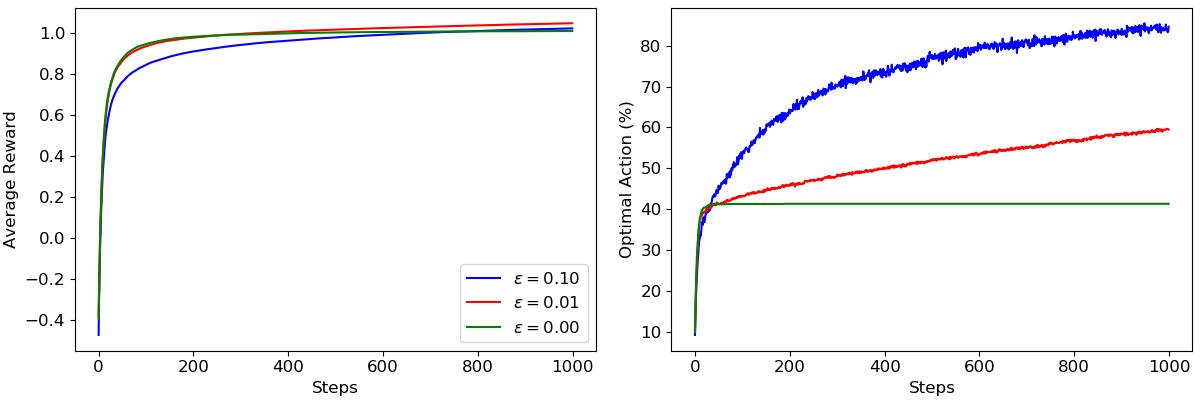 Average Reward
1.0
0.8
0.6
0.4
0.2
0.0
−0.2
−0.4
0 200 400 600 800 1000
Steps
ε = 0.10
ε = 0.01
ε = 0.00
Optimal Action (%)
80
70
60
50
40
30
20
10
0 200 400 600 800 1000
Steps